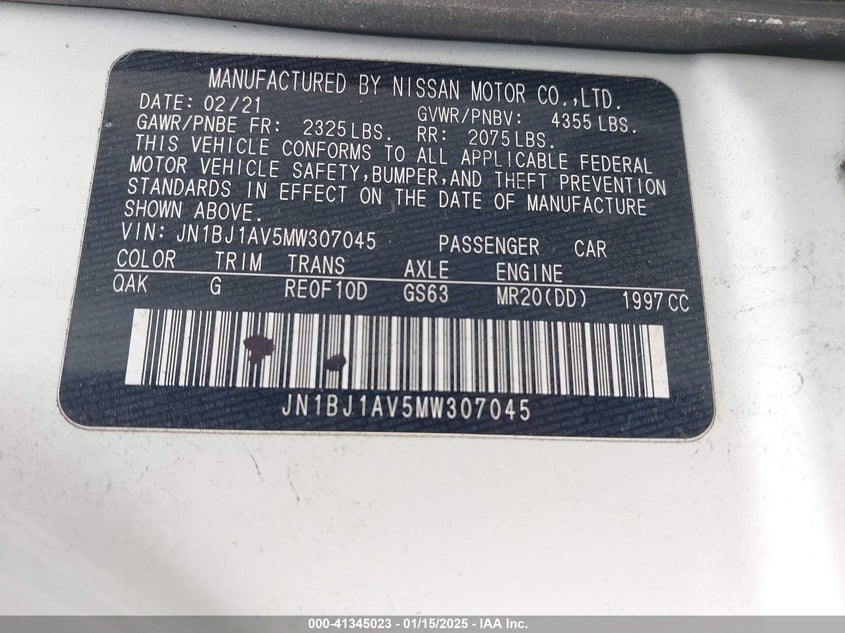 MANUFACTURED BY NISSAN MOTOR CO.,LTD.
DATE: 02/21 GVWR/PNBV: 4355 LBS.
GAWR/PNBE FR: 2325 LBS. RR: 2075 LBS.
THIS VEHICLE CONFORMS TO ALL APPLICABLE FEDERAL
MOTOR VEHICLE SAFETY,BUMPER,AND THEFT PREVENTION
STANDARDS IN EFFECT ON THE DATE OF MANUFACTURE
SHOWN ABOVE.
VIN: JN1BJ1AV5MW307045 PASSENGER CAR
COLOR TRIM TRANS AXLE ENGINE
QAK G RE0F10D GS63 MR20(DD) 1997CC
JN1BJ1AV5MW307045
000-41345023 - 01/15/2025 - IAA Inc.